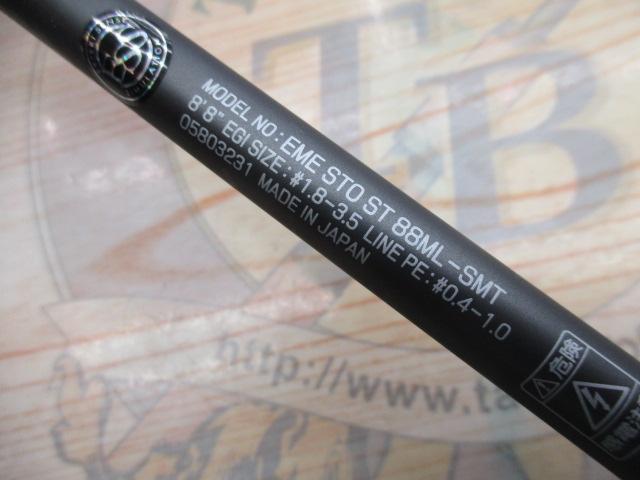 MODEL NO : EME STO ST 88ML-SMT
8'8" EGI SIZE : #1.8-3.5 LINE PE : #0.4-1.0
05803231 MADE IN JAPAN
危険
TB
http://www.ta